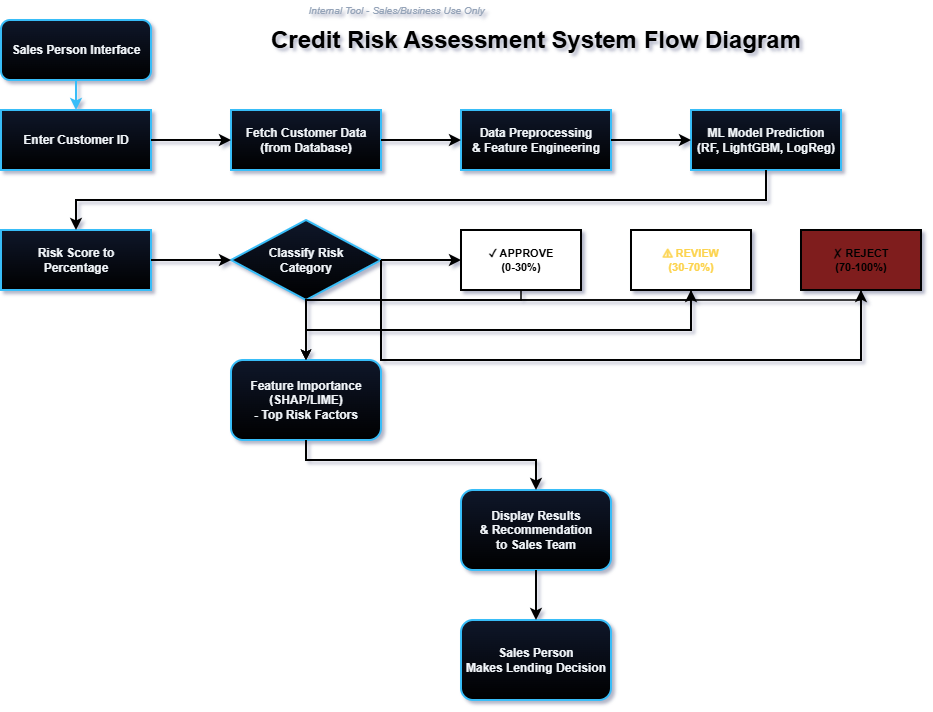 Internal Tool - Sales/Business Use Only
Credit Risk Assessment System Flow Diagram
Sales Person Interface
Enter Customer ID
Fetch Customer Data
(from Database)
Data Preprocessing
& Feature Engineering
ML Model Prediction
(RF, LightGBM, LogReg)
Risk Score to
Percentage
Classify Risk
Category
✓ APPROVE
(0-30%)
⚠ REVIEW
(30-70%)
✗ REJECT
(70-100%)
Feature Importance
(SHAP/LIME)
- Top Risk Factors
Display Results
& Recommendation
to Sales Team
Sales Person
Makes Lending Decision